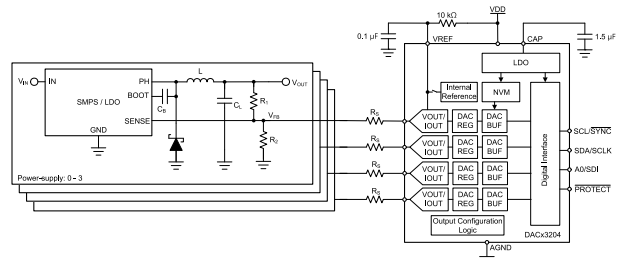 VDD
10 kΩ
0.1 µF
VREF
CAP
1.5 µF
LDO
Internal
Reference
NVM
VIN
IN
PH
L
VOUT
BOOT
CB
CL
R1
SMPS / LDO
SENSE
VFB
GND
R2
Power-supply: 0 – 3
RS
RS
RS
RS
VOUT/
IOUT
DAC
REG
DAC
BUF
VOUT/
IOUT
DAC
REG
DAC
BUF
VOUT/
IOUT
DAC
REG
DAC
BUF
VOUT/
IOUT
DAC
REG
DAC
BUF
Digital Interface
SCL/SYNC
SDA/SCLK
A0/SDI
PROTECT
Output Configuration
Logic
DACx3204
AGND